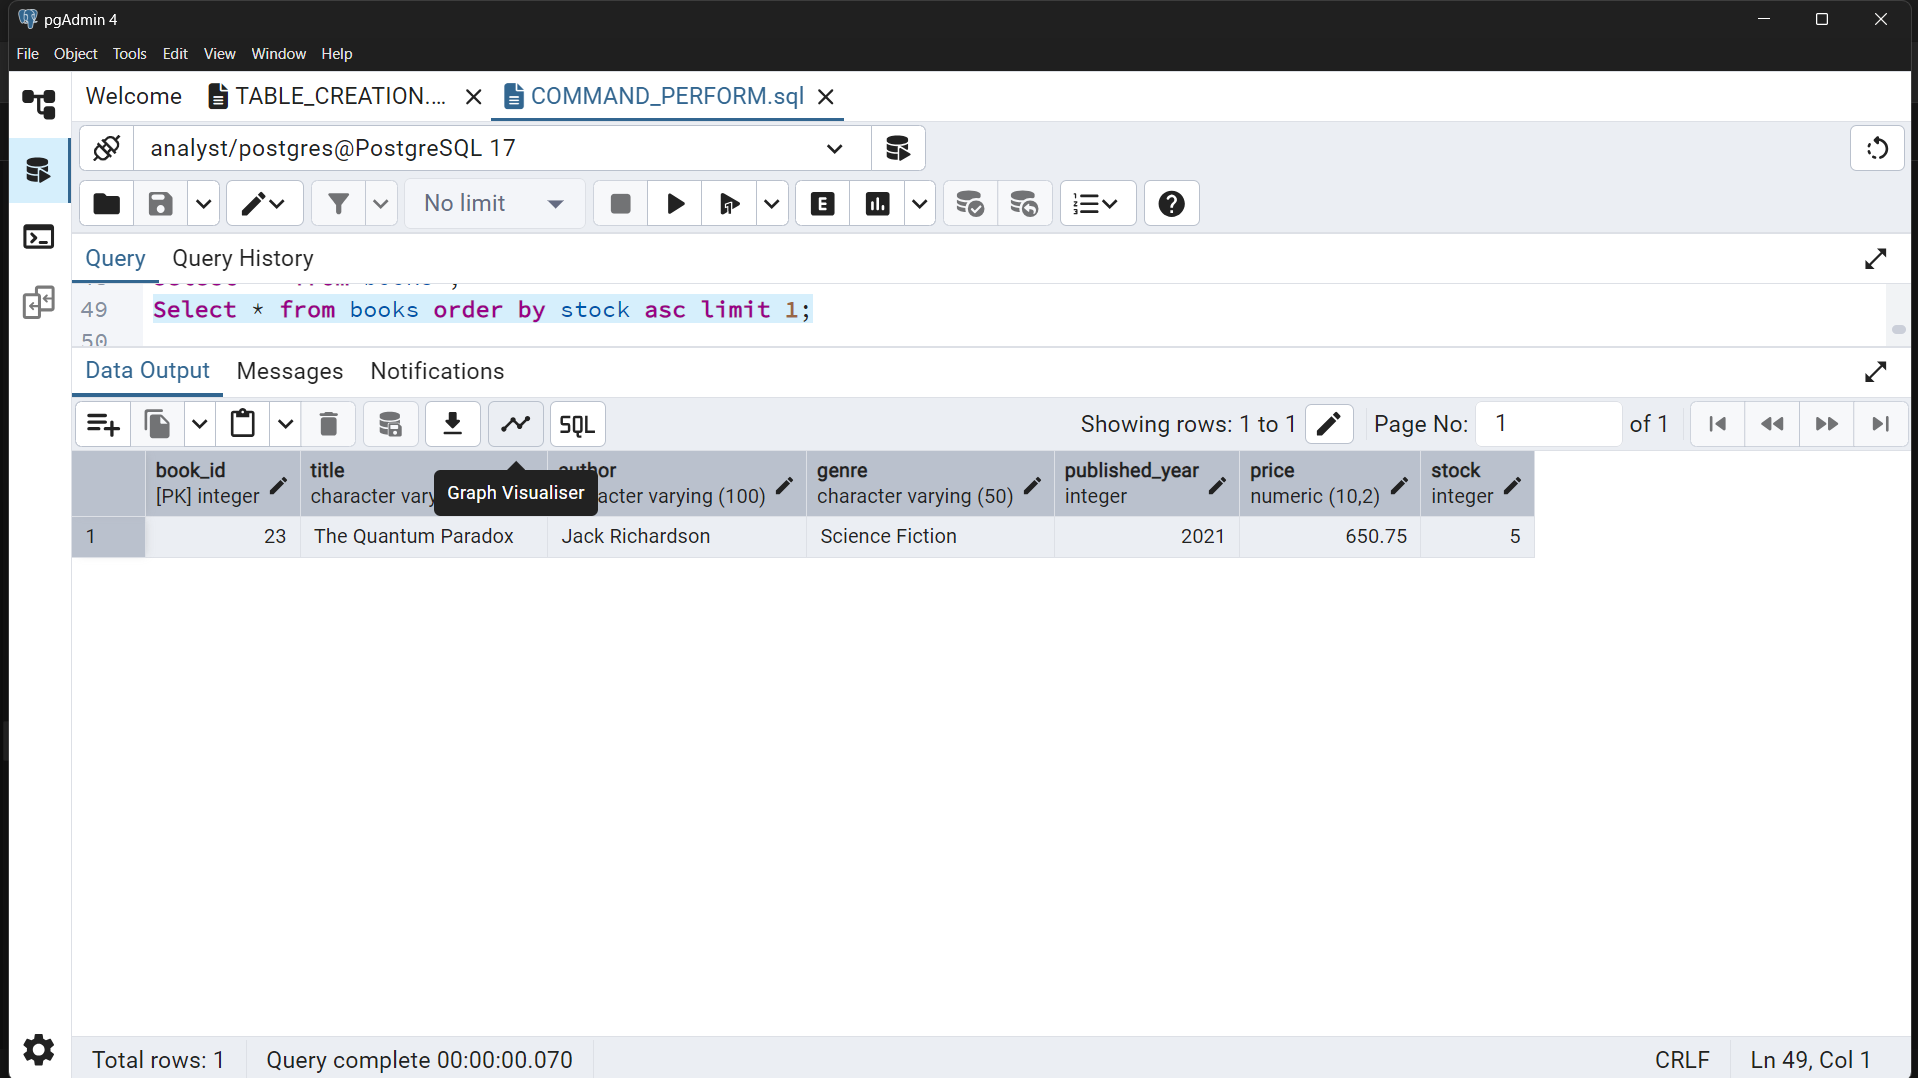 pgAdmin 4
File Object Tools Edit View Window Help
Welcome TABLE_CREATION.... COMMAND_PERFORM.sql
analyst/postgres@PostgreSQL 17
No limit E
Query Query History
49 Select * from books order by stock asc limit 1;
50
Data Output Messages Notifications
SQL Showing rows: 1 to 1 Page No: 1 of 1
book_id title author genre published_year price stock
[PK] integer character vary Graph Visualiser acter varying (100) character varying (50) integer numeric (10,2) integer
1 23 The Quantum Paradox Jack Richardson Science Fiction 2021 650.75 5
Total rows: 1 Query complete 00:00:00.070 CRLF Ln 49, Col 1